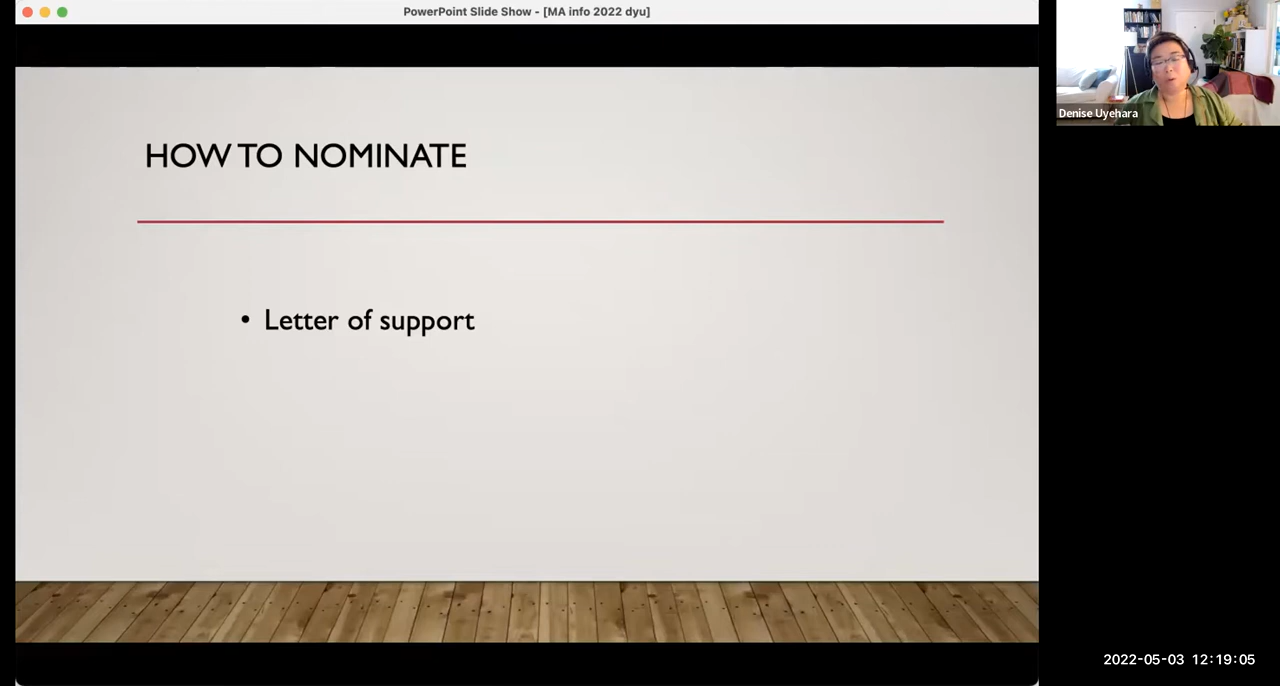 PowerPoint Slide Show - [MA info 2022 dyu]
Denise Uyehara
HOW TO NOMINATE
• Letter of support
2022-05-03 12:19:05